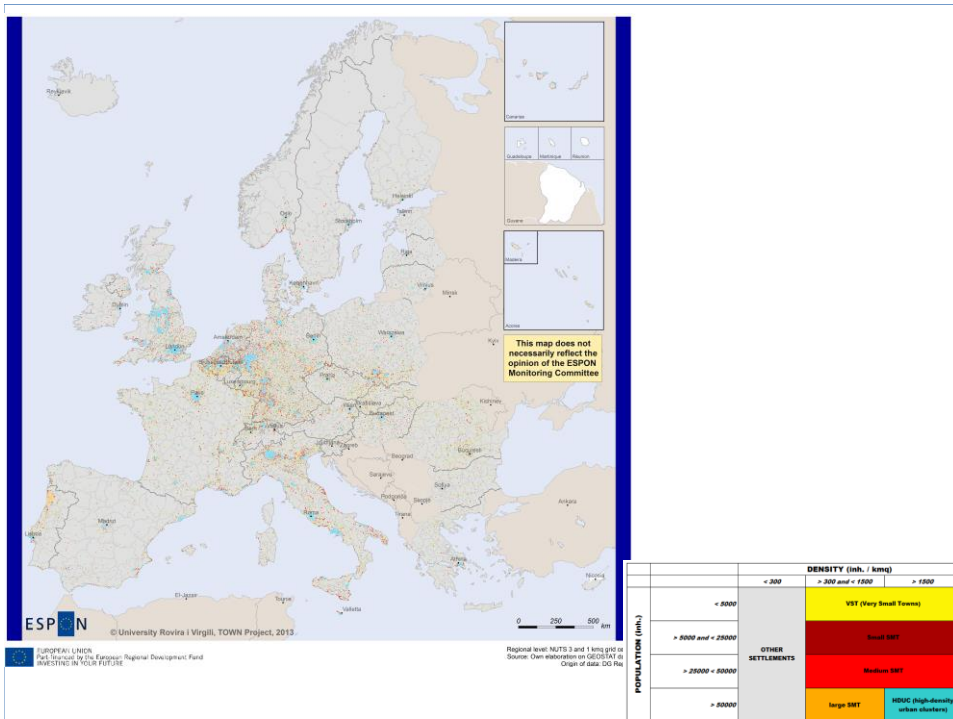 Reykjavik
Canarias
Guadeloupe
Martinique
Réunion
Guyane
Madeira
Azores
This map does not
necessarily reflect the
opinion of the ESPON
Monitoring Committee
Oslo
Helsinki
Stockholm
Tallinn
Riga
København
Vilnius
Minsk
Dublin
London
Amsterdam
Berlin
Warszawa
Kyiv
Luxembourg
Paris
Praha
Wien
Bratislava
Budapest
Kishinev
Zagreb
Beograd
Bucuresti
Sarajevo
Podgorica
Skopje
Sofiya
Tirana
Ankara
Roma
Madrid
Lisboa
Athina
Nicosia
El-Jazair
Tounis
Valletta
ESPON
© University Rovira i Virgili, TOWN Project, 2013
0 250 500
km
EUROPEAN UNION
Part-financed by the European Regional Development Fund
INVESTING IN YOUR FUTURE
Regional level: NUTS 3 and 1 kmq grid ce
Source: Own elaboration on GEOSTAT da
Origin of data: DG Reg
DENSITY (inh. / kmq)
< 300
> 300 and < 1500
> 1500
POPULATION (inh.)
< 5000
OTHER
SETTLEMENTS
VST (Very Small Towns)
> 5000 and < 25000
Small SMT
> 25000 < 50000
Medium SMT
> 50000
large SMT
HDUC (high-density
urban clusters)